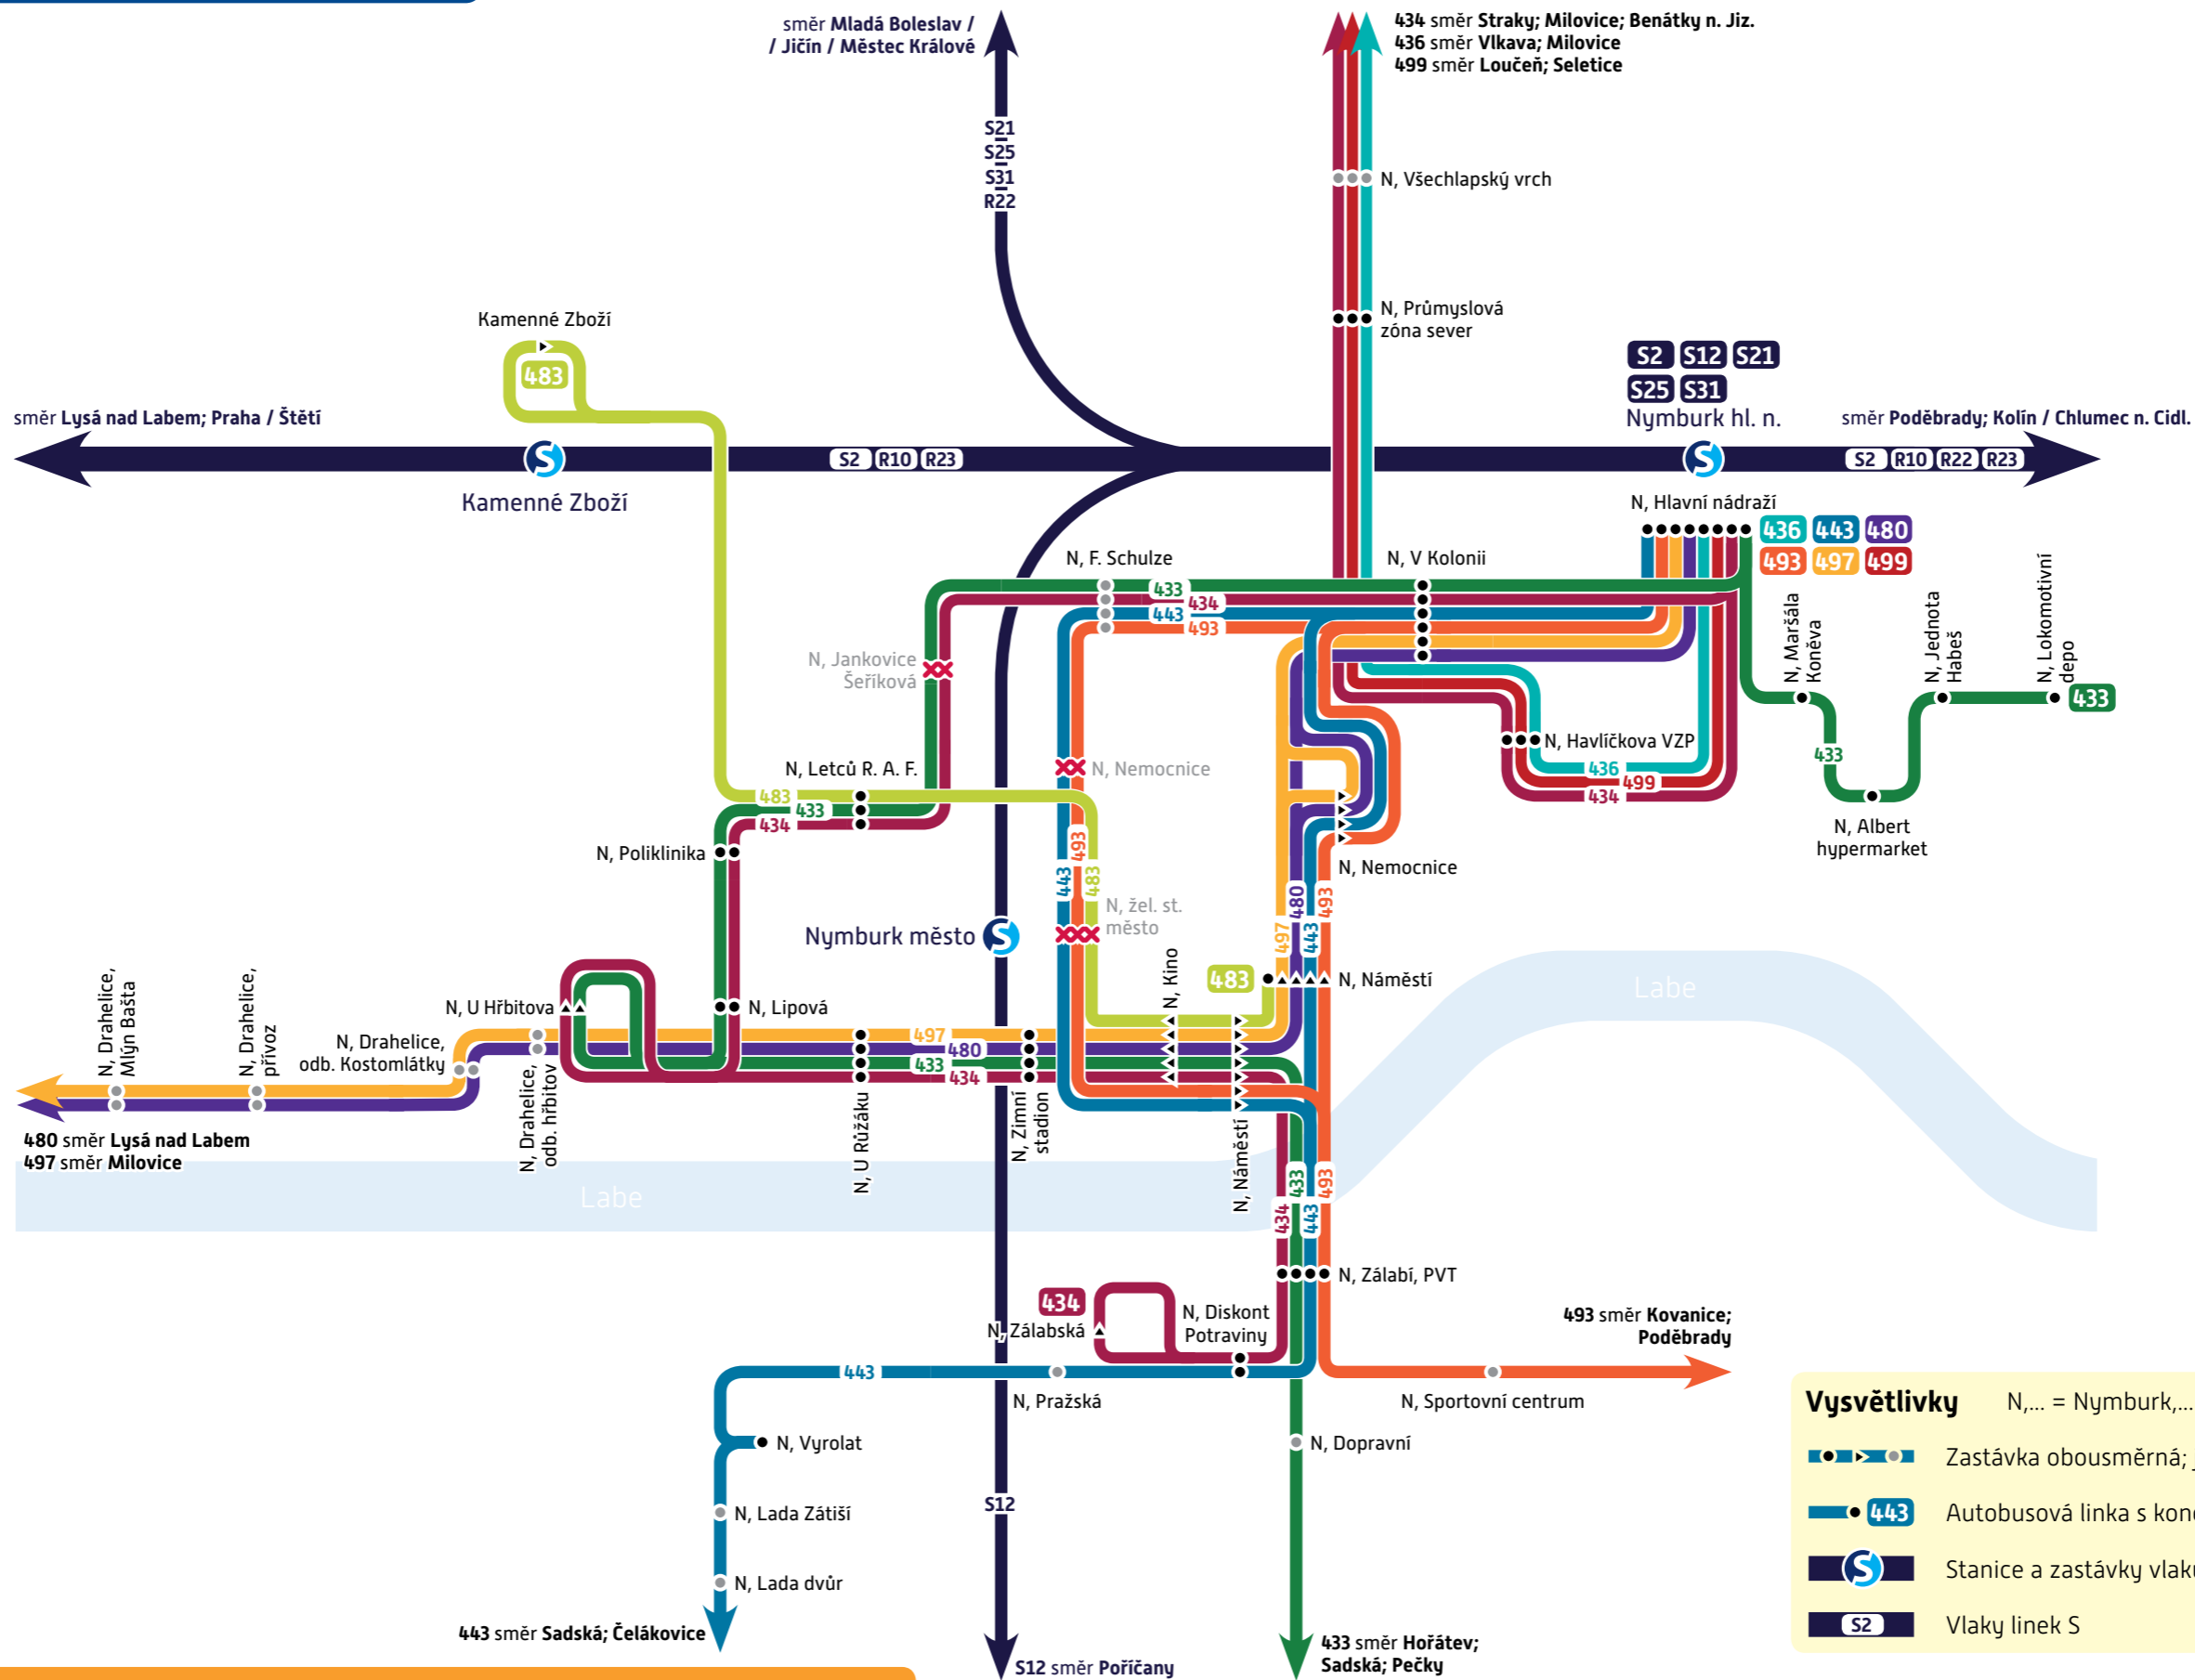 směr Mladá Boleslav /
/ Jičín / Městec Králové
434 směr Straky; Milovice; Benátky n. Jiz.
436 směr Vlkava; Milovice
499 směr Loučeň; Seletice
S21
S25
S31
R22
N, Všechlapský vrch
N, Průmyslová
zóna sever
Kamenné Zboží
483
S2 S12 S21
S25 S31
Nymburk hl. n.
směr Lysá nad Labem; Praha / Štětí
směr Poděbrady; Kolín / Chlumec n. Cidl.
S2 R10 R23
S2 R10 R22 R23
Kamenné Zboží
N, Hlavní nádraží
436 443 480
493 497 499
N, F. Schulze
N, V Kolonii
433
434
443
493
N, Maršála
Koněva
N, Jednota
Habeš
N, Lokomotivní
depo
433
N, Jankovice
Šeříková
N, Havlíčkova VZP
433
436
499
434
N, Nemocnice
N, Letců R. A. F.
483
433
434
N, Albert
hypermarket
N, Poliklinika
N, Nemocnice
443
493
483
497
480
443
493
N, žel. st.
město
Nymburk město
N, Kino
483
N, Náměstí
Labe
N, Drahelice,
Mlýn Bašta
N, Drahelice,
přívoz
N, U Hřbitova
N, Lipová
N, Drahelice,
odb. Kostomlátky
497
480
433
434
N, Drahelice,
odb. hřbitov
N, U Růžáku
N, Zimní
stadion
N, Náměstí
480 směr Lysá nad Labem
497 směr Milovice
Labe
434
433
443
493
N, Zálabí, PVT
434
N, Zálabská
N, Diskont
Potraviny
493 směr Kovanice;
Poděbrady
443
N, Pražská
N, Sportovní centrum
N, Vyrolat
N, Dopravní
S12
N, Lada Zátiší
N, Lada dvůr
443 směr Sadská; Čelákovice
433 směr Hořátev;
Sadská; Pečky
S12 směr Poříčany
Vysvětlivky N,... = Nymburk,...
Zastávka obousměrná;
443 Autobusová linka s
Stanice a zastávky
S2 Vlaky linek S